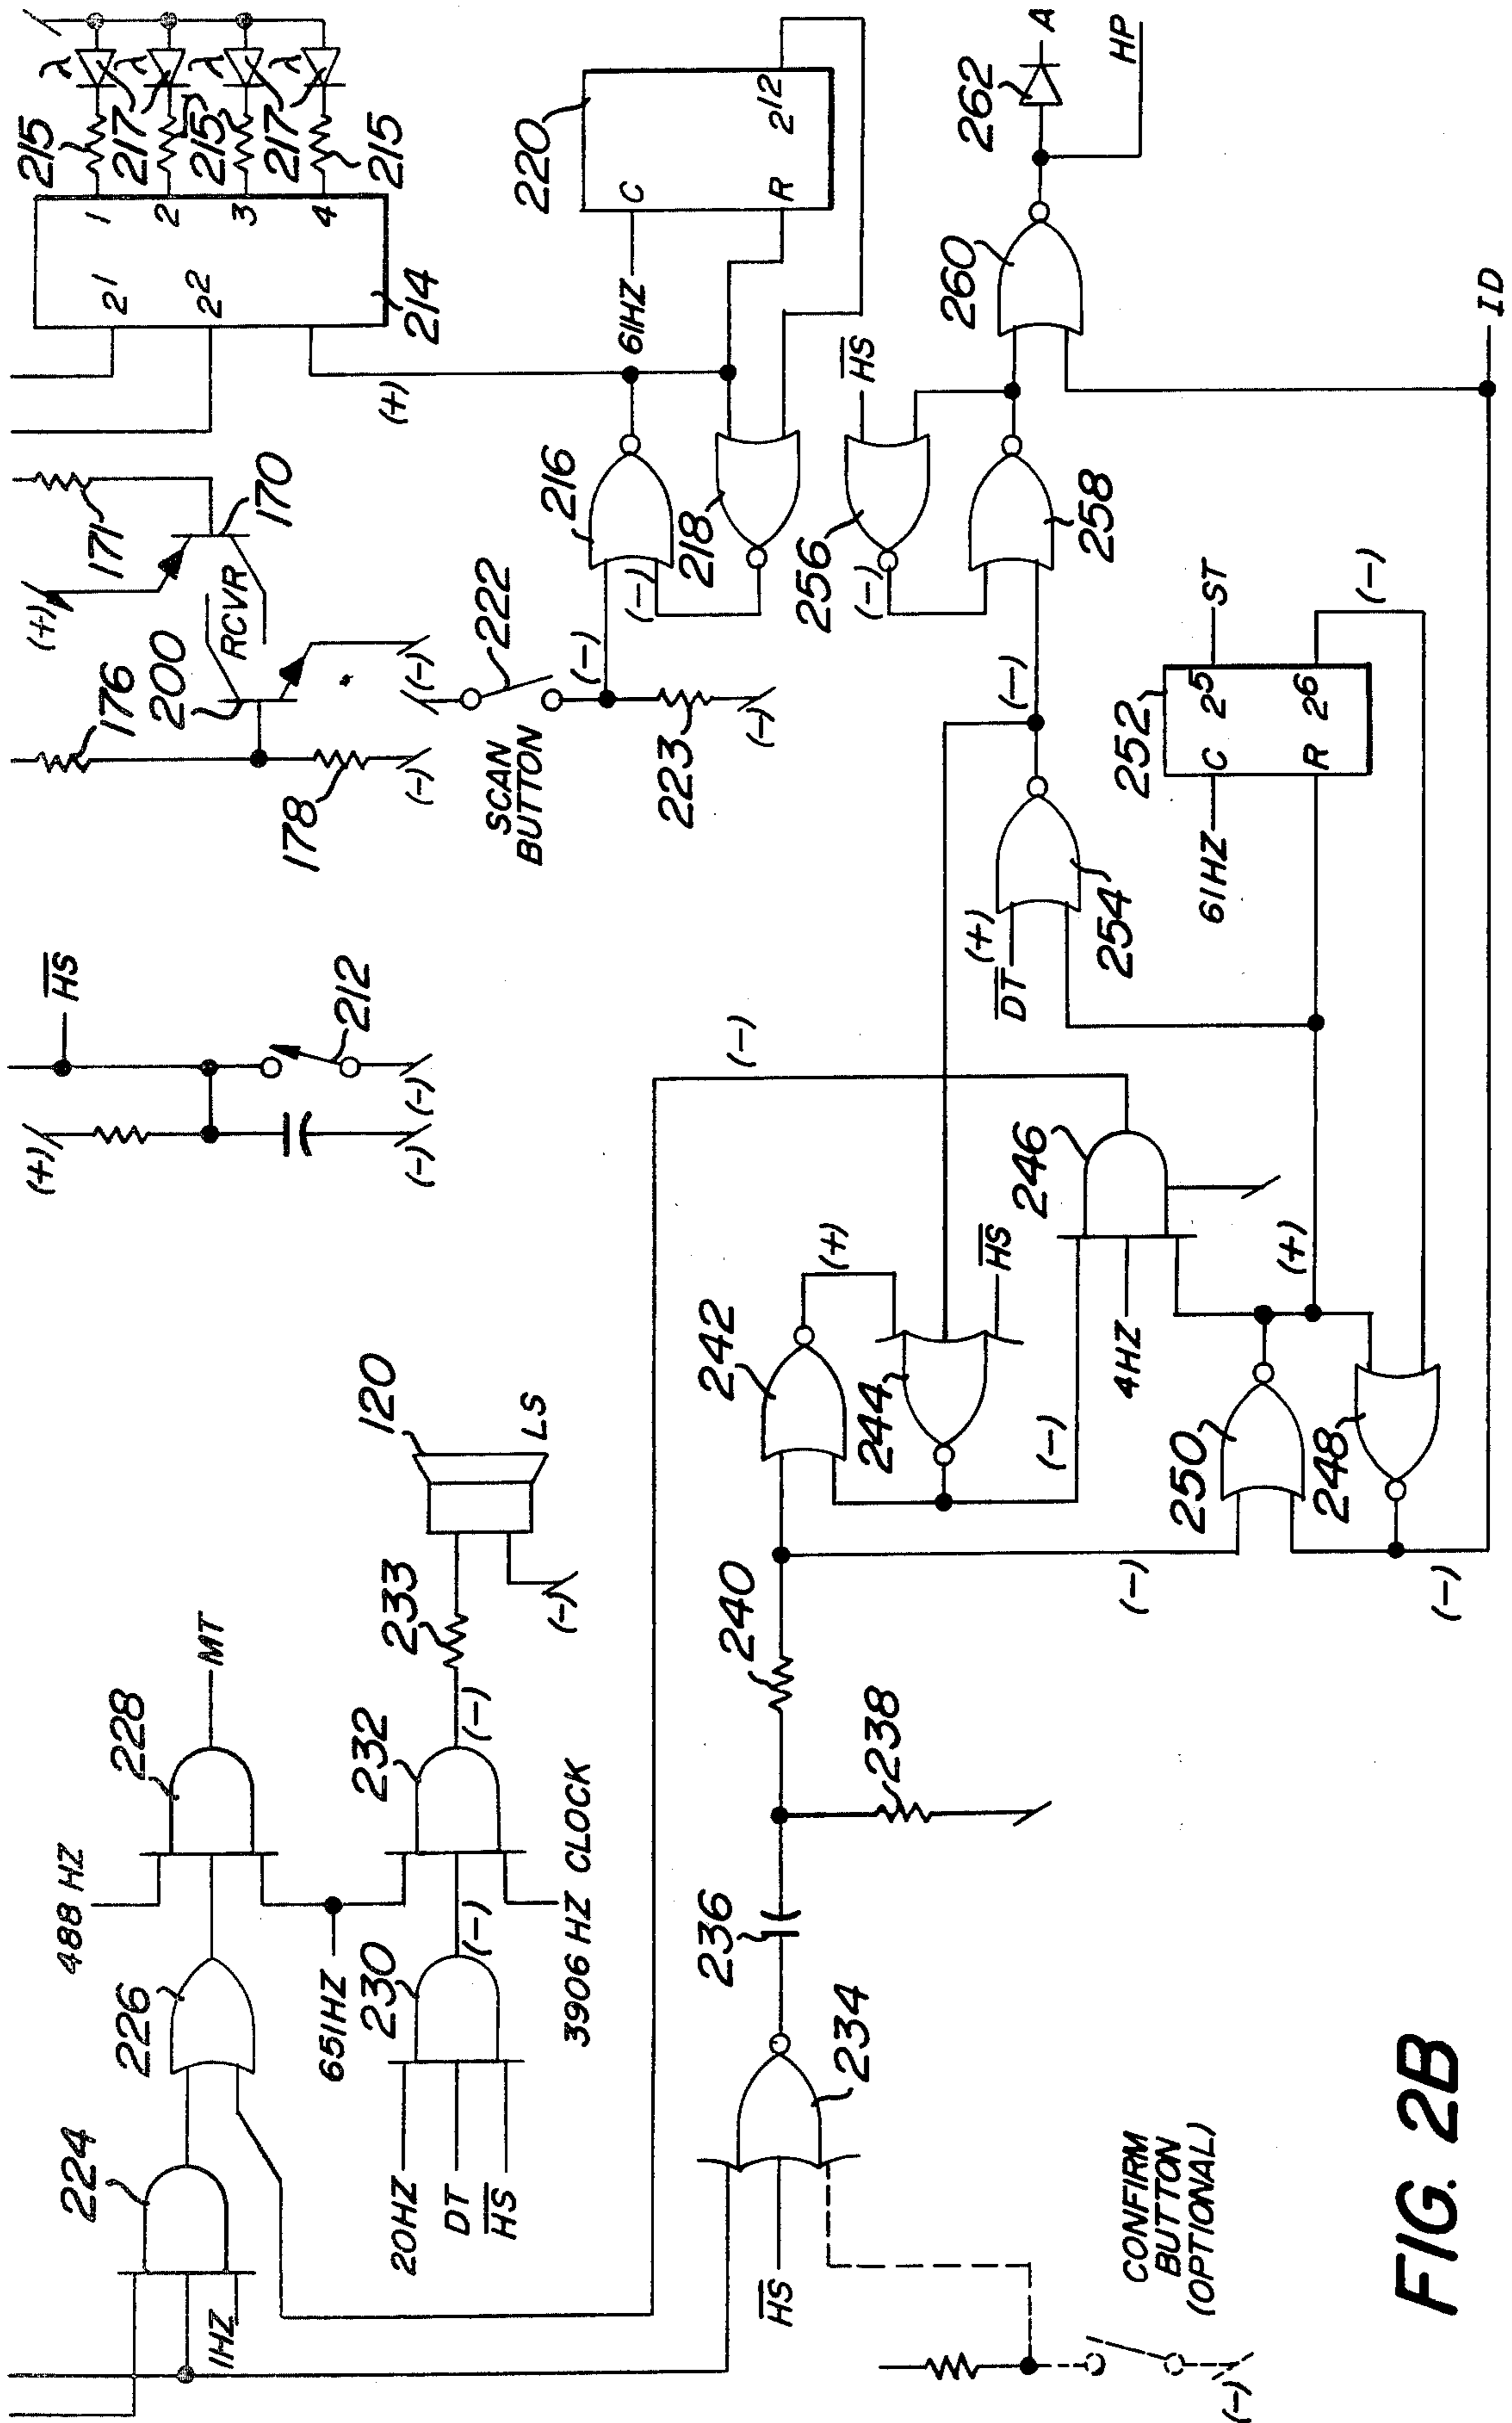 215
217
215
217
215
λ
λ
λ
λ
2¹
2²
1
2
3
4
214
(+)
171
170
(+)
RCVR
200
176
178
(-)
(-)
SCAN
BUTTON
222
(-)
223
(-)
216
(-)
218
61HZ
220
C
R
2¹²
HS
256
(-)
258
260
262
A
HP
ID
HS
212
(+)
(-)
(-)
(-)
DT
(+)
254
61HZ
252
C
2⁵
R
2⁶
ST
(-)
(-)
246
242
(+)
244
HS
(-)
4HZ
(+)
250
248
(-)
(-)
120
LS
233
(-)
240
238
236
234
MT
228
488 HZ
226
224
1HZ
651HZ
232
(-)
230
(-)
20HZ
DT
HS
3906 HZ CLOCK
HS
CONFIRM
BUTTON
(OPTIONAL)
(-)
FIG. 2B